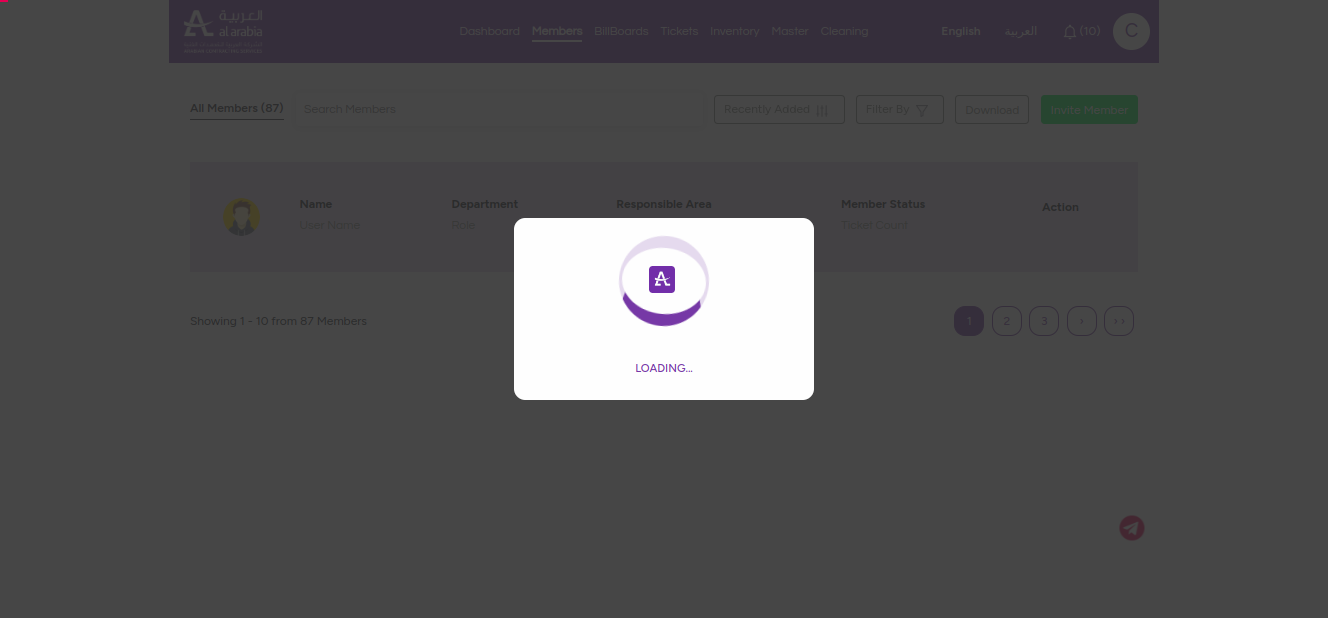 العربية
al arabia
Dashboard Members BillBoards Tickets Inventory Master Cleaning English العربية (10) C
All Members (87) Search Members Recently Added Filter By Download Invite Member
Name Department Responsible Area Member Status Action
User Name Role Ticket Count
LOADING...
Showing 1 - 10 from 87 Members 1 2 3 › › ›